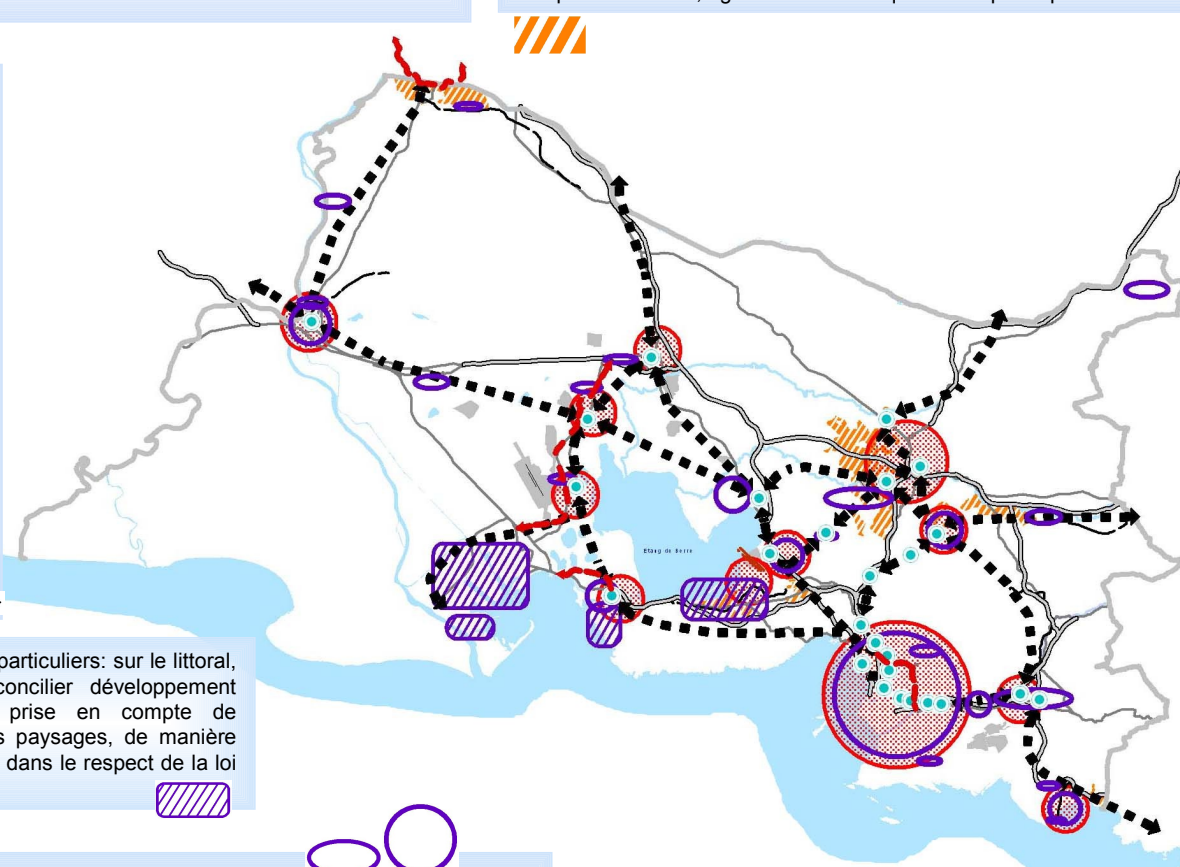 particuliers: sur le littoral,
concilier développement
prise en compte de
paysages, de manière
dans le respect de la loi
Etang de Berre